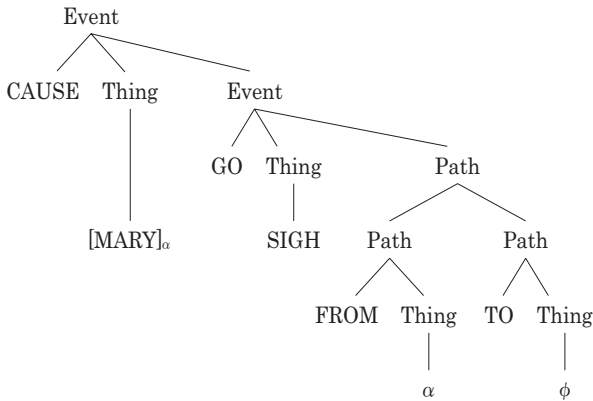 Event
CAUSE Thing Event
GO Thing Path
[MARY]α SIGH Path Path
FROM Thing TO Thing
α ϕ